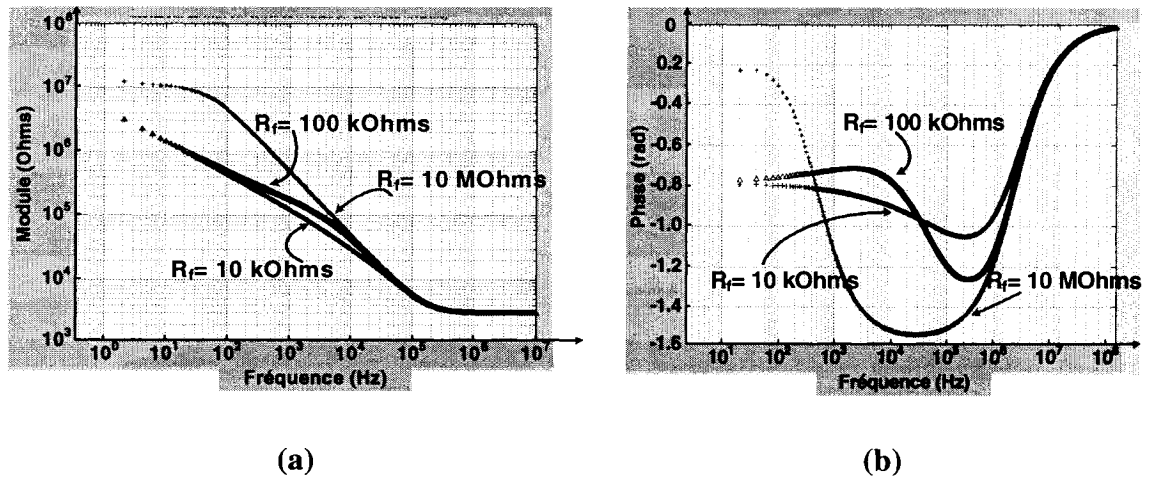 10⁸
10⁷
10⁶
10⁵
10⁴
10³
Module (Ohms)
R_f= 100 kOhms
R_f= 10 MOhms
R_f= 10 kOhms
10⁰ 10¹ 10² 10³ 10⁴ 10⁵ 10⁶ 10⁷
Fréquence (Hz)
(a)
0
0.2
-0.4
-0.6
-0.8
-1.0
-1.2
-1.4
-1.6
Phase (rad)
R_f= 100 kOhms
R_f= 10 kOhms
R_f= 10 MOhms
10¹ 10² 10³ 10⁴ 10⁵ 10⁶ 10⁷ 10⁸
Fréquence (Hz)
(b)